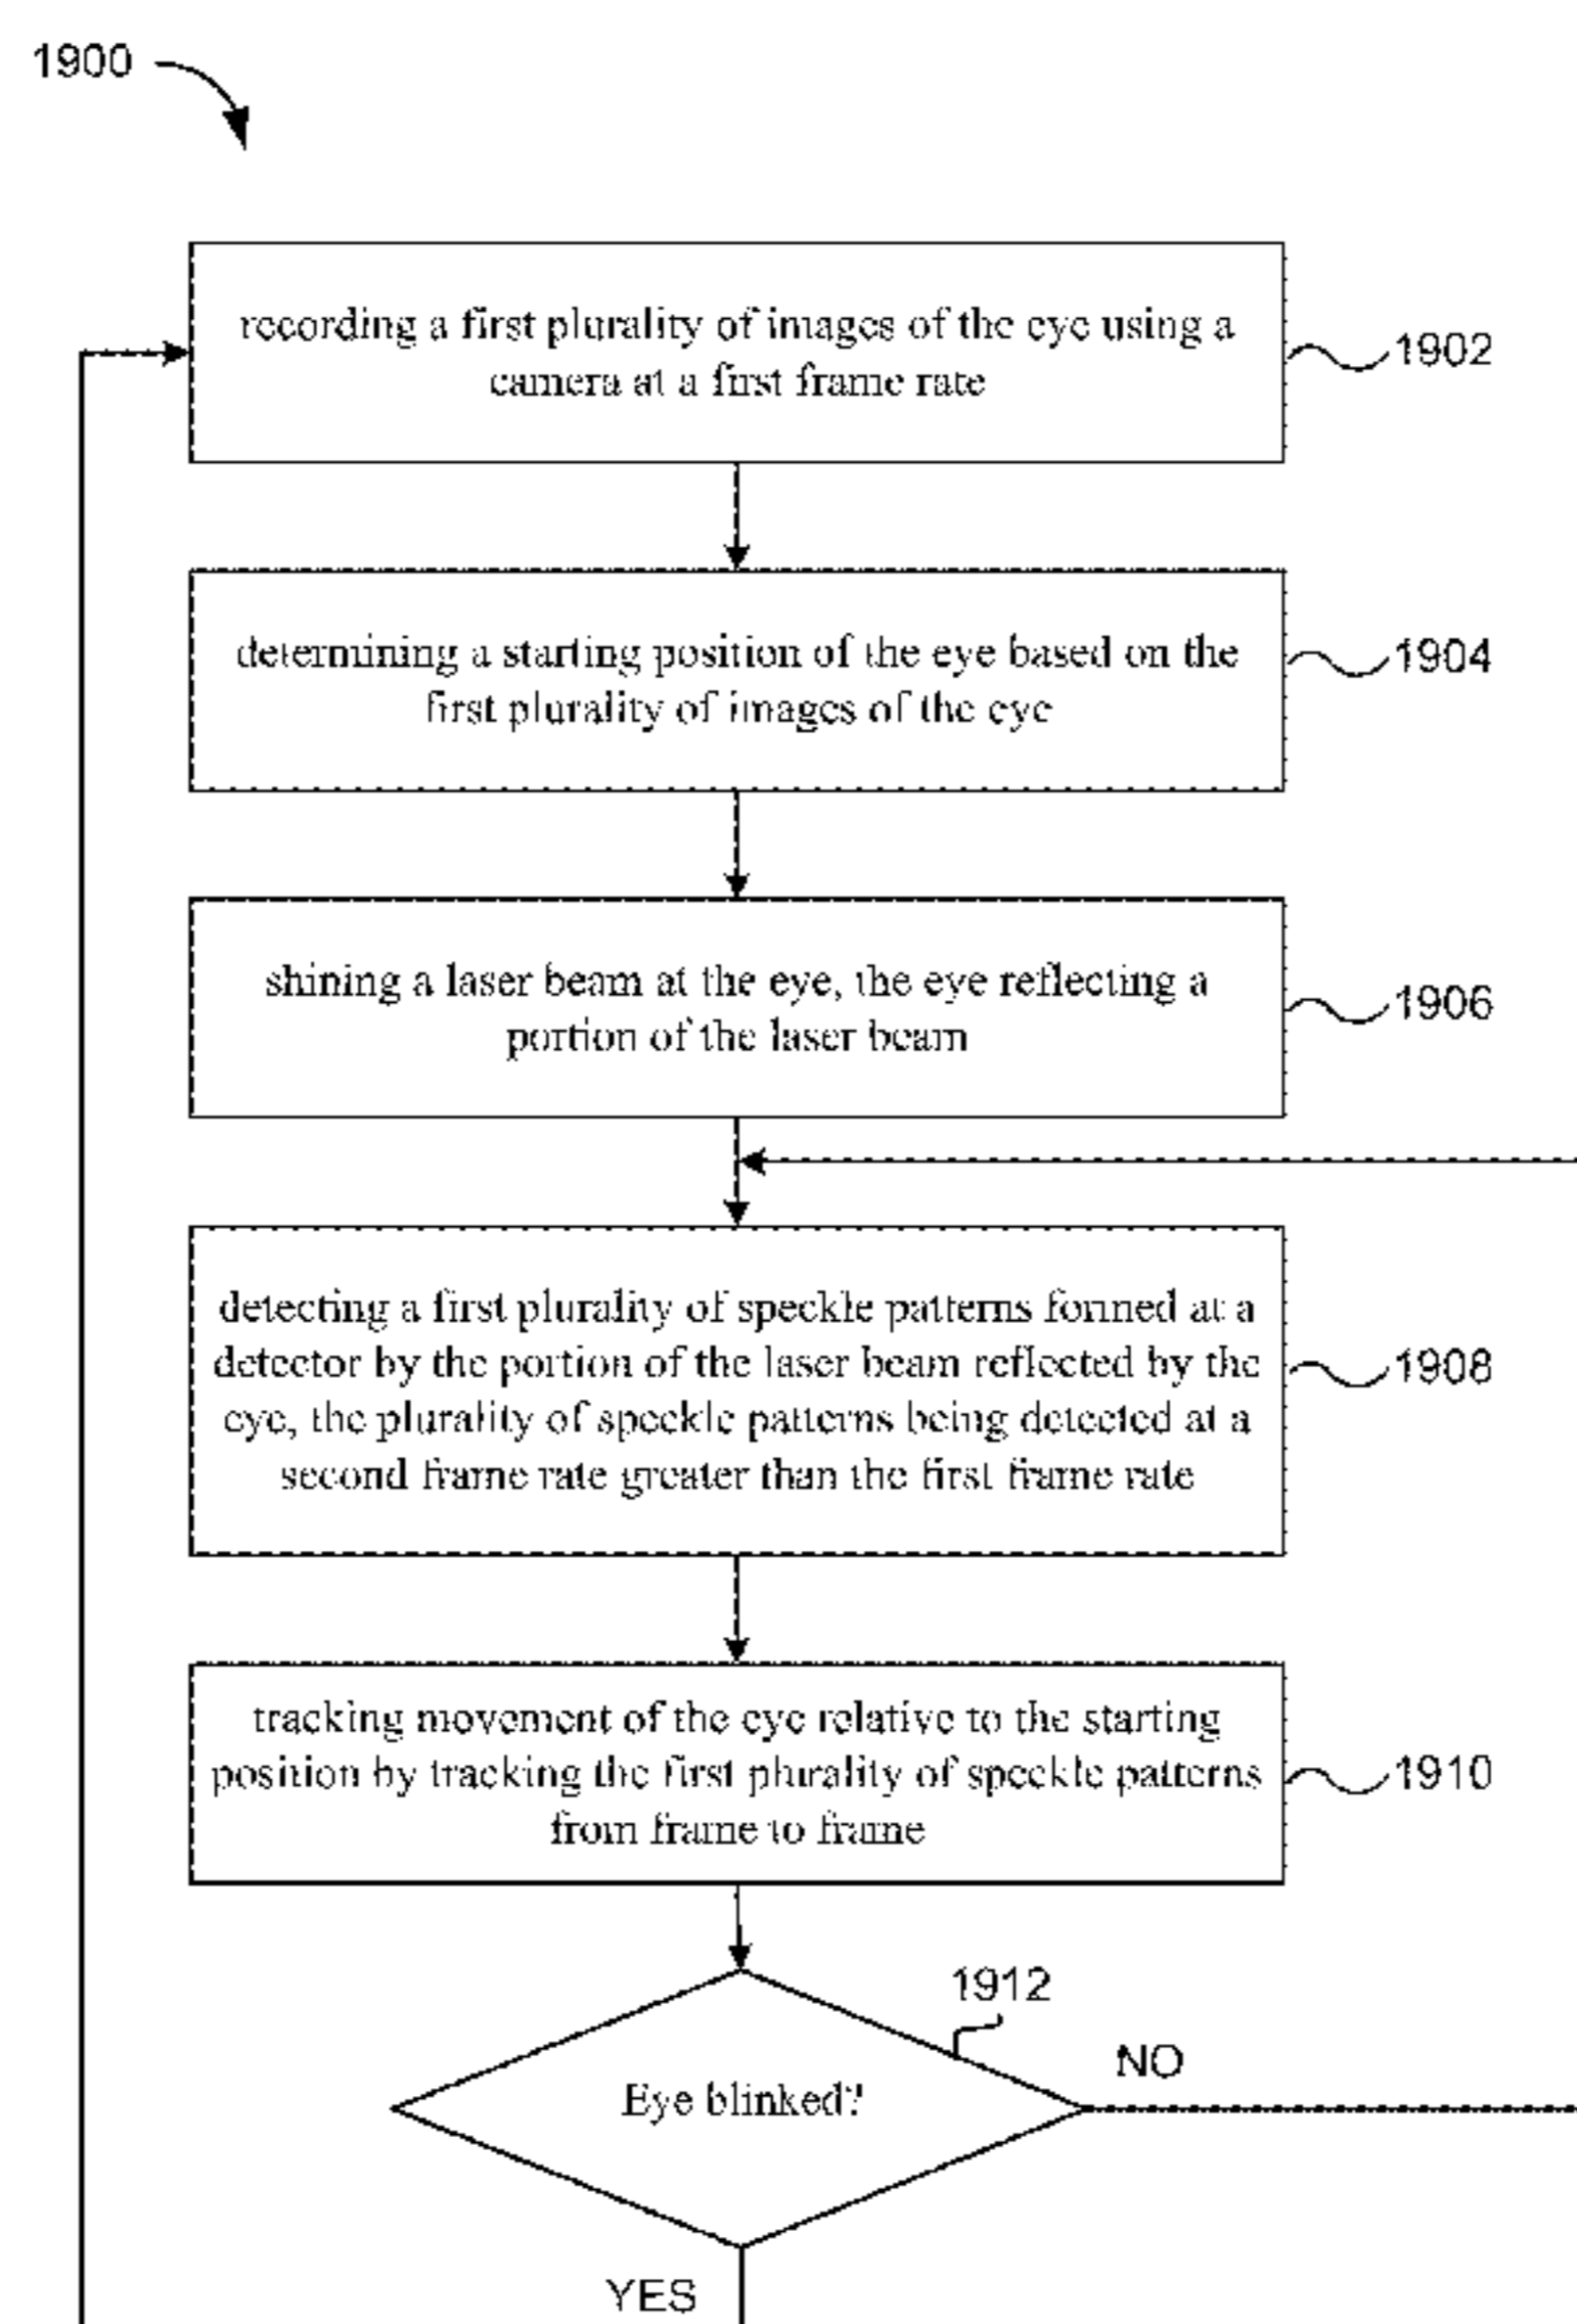 1900
recording a first plurality of images of the eye using a
camera at a first frame rate
1902
determining a starting position of the eye based on the
first plurality of images of the eye
1904
shining a laser beam at the eye, the eye reflecting a
portion of the laser beam
1906
detecting a first plurality of speckle patterns formed at a
detector by the portion of the laser beam reflected by the
eye, the plurality of speckle patterns being detected at a
second frame rate greater than the first frame rate
1908
tracking movement of the eye relative to the starting
position by tracking the first plurality of speckle patterns
from frame to frame
1910
1912
NO
Eye blinked?
YES